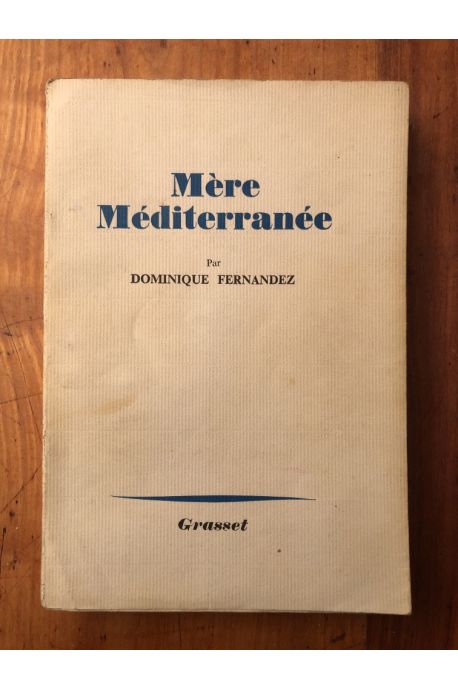 Mère
Méditerranée
Par
DOMINIQUE FERNANDEZ
Grasset